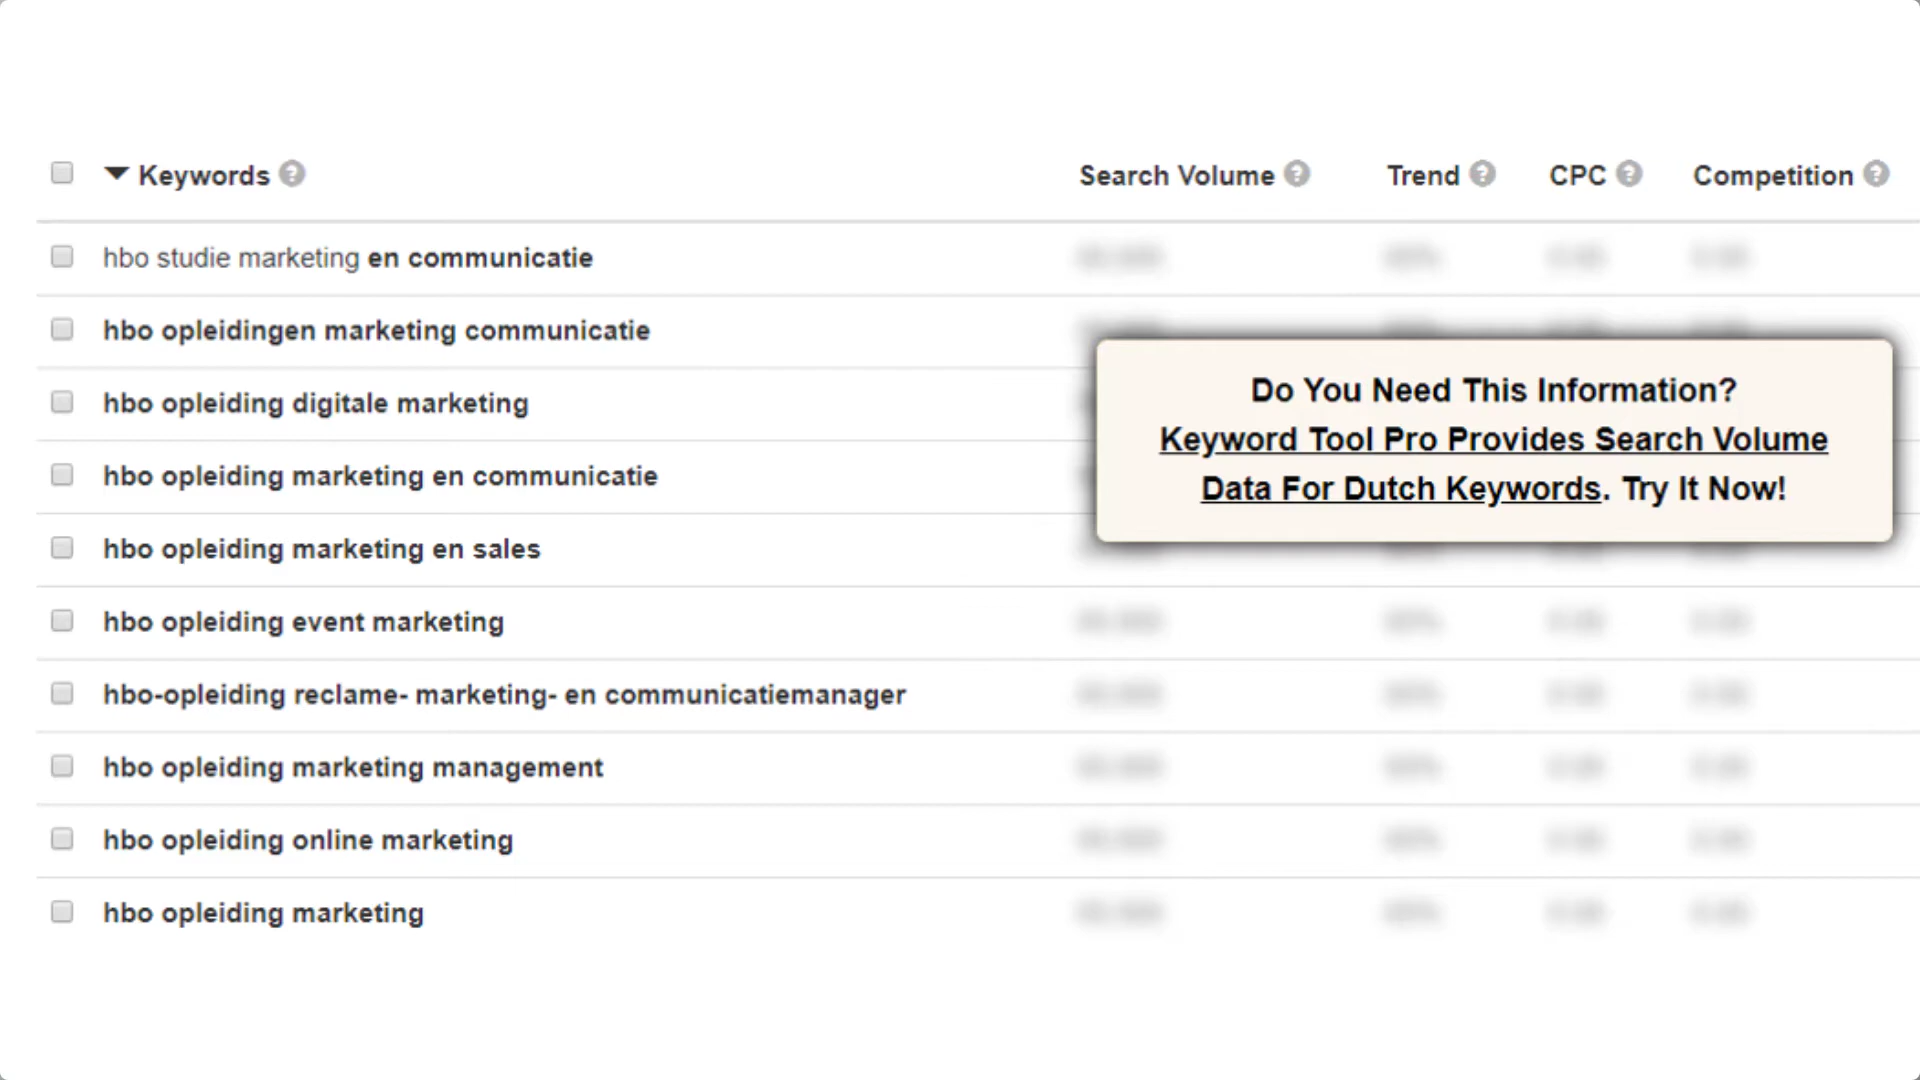 Keywords Search Volume Trend CPC Competition
hbo studie marketing en communicatie
hbo opleidingen marketing communicatie
hbo opleiding digitale marketing
hbo opleiding marketing en communicatie
hbo opleiding marketing en sales
hbo opleiding event marketing
hbo-opleiding reclame- marketing- en communicatiemanager
hbo opleiding marketing management
hbo opleiding online marketing
hbo opleiding marketing
Do You Need This Information?
Keyword Tool Pro Provides Search Volume
Data For Dutch Keywords. Try It Now!